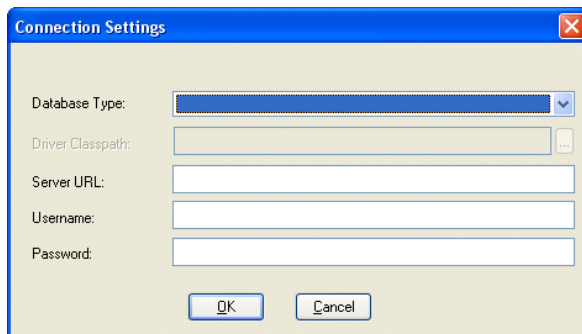 Connection Settings
Database Type:
Driver Classpath:
...
Server URL:
Username:
Password:
OK
Cancel